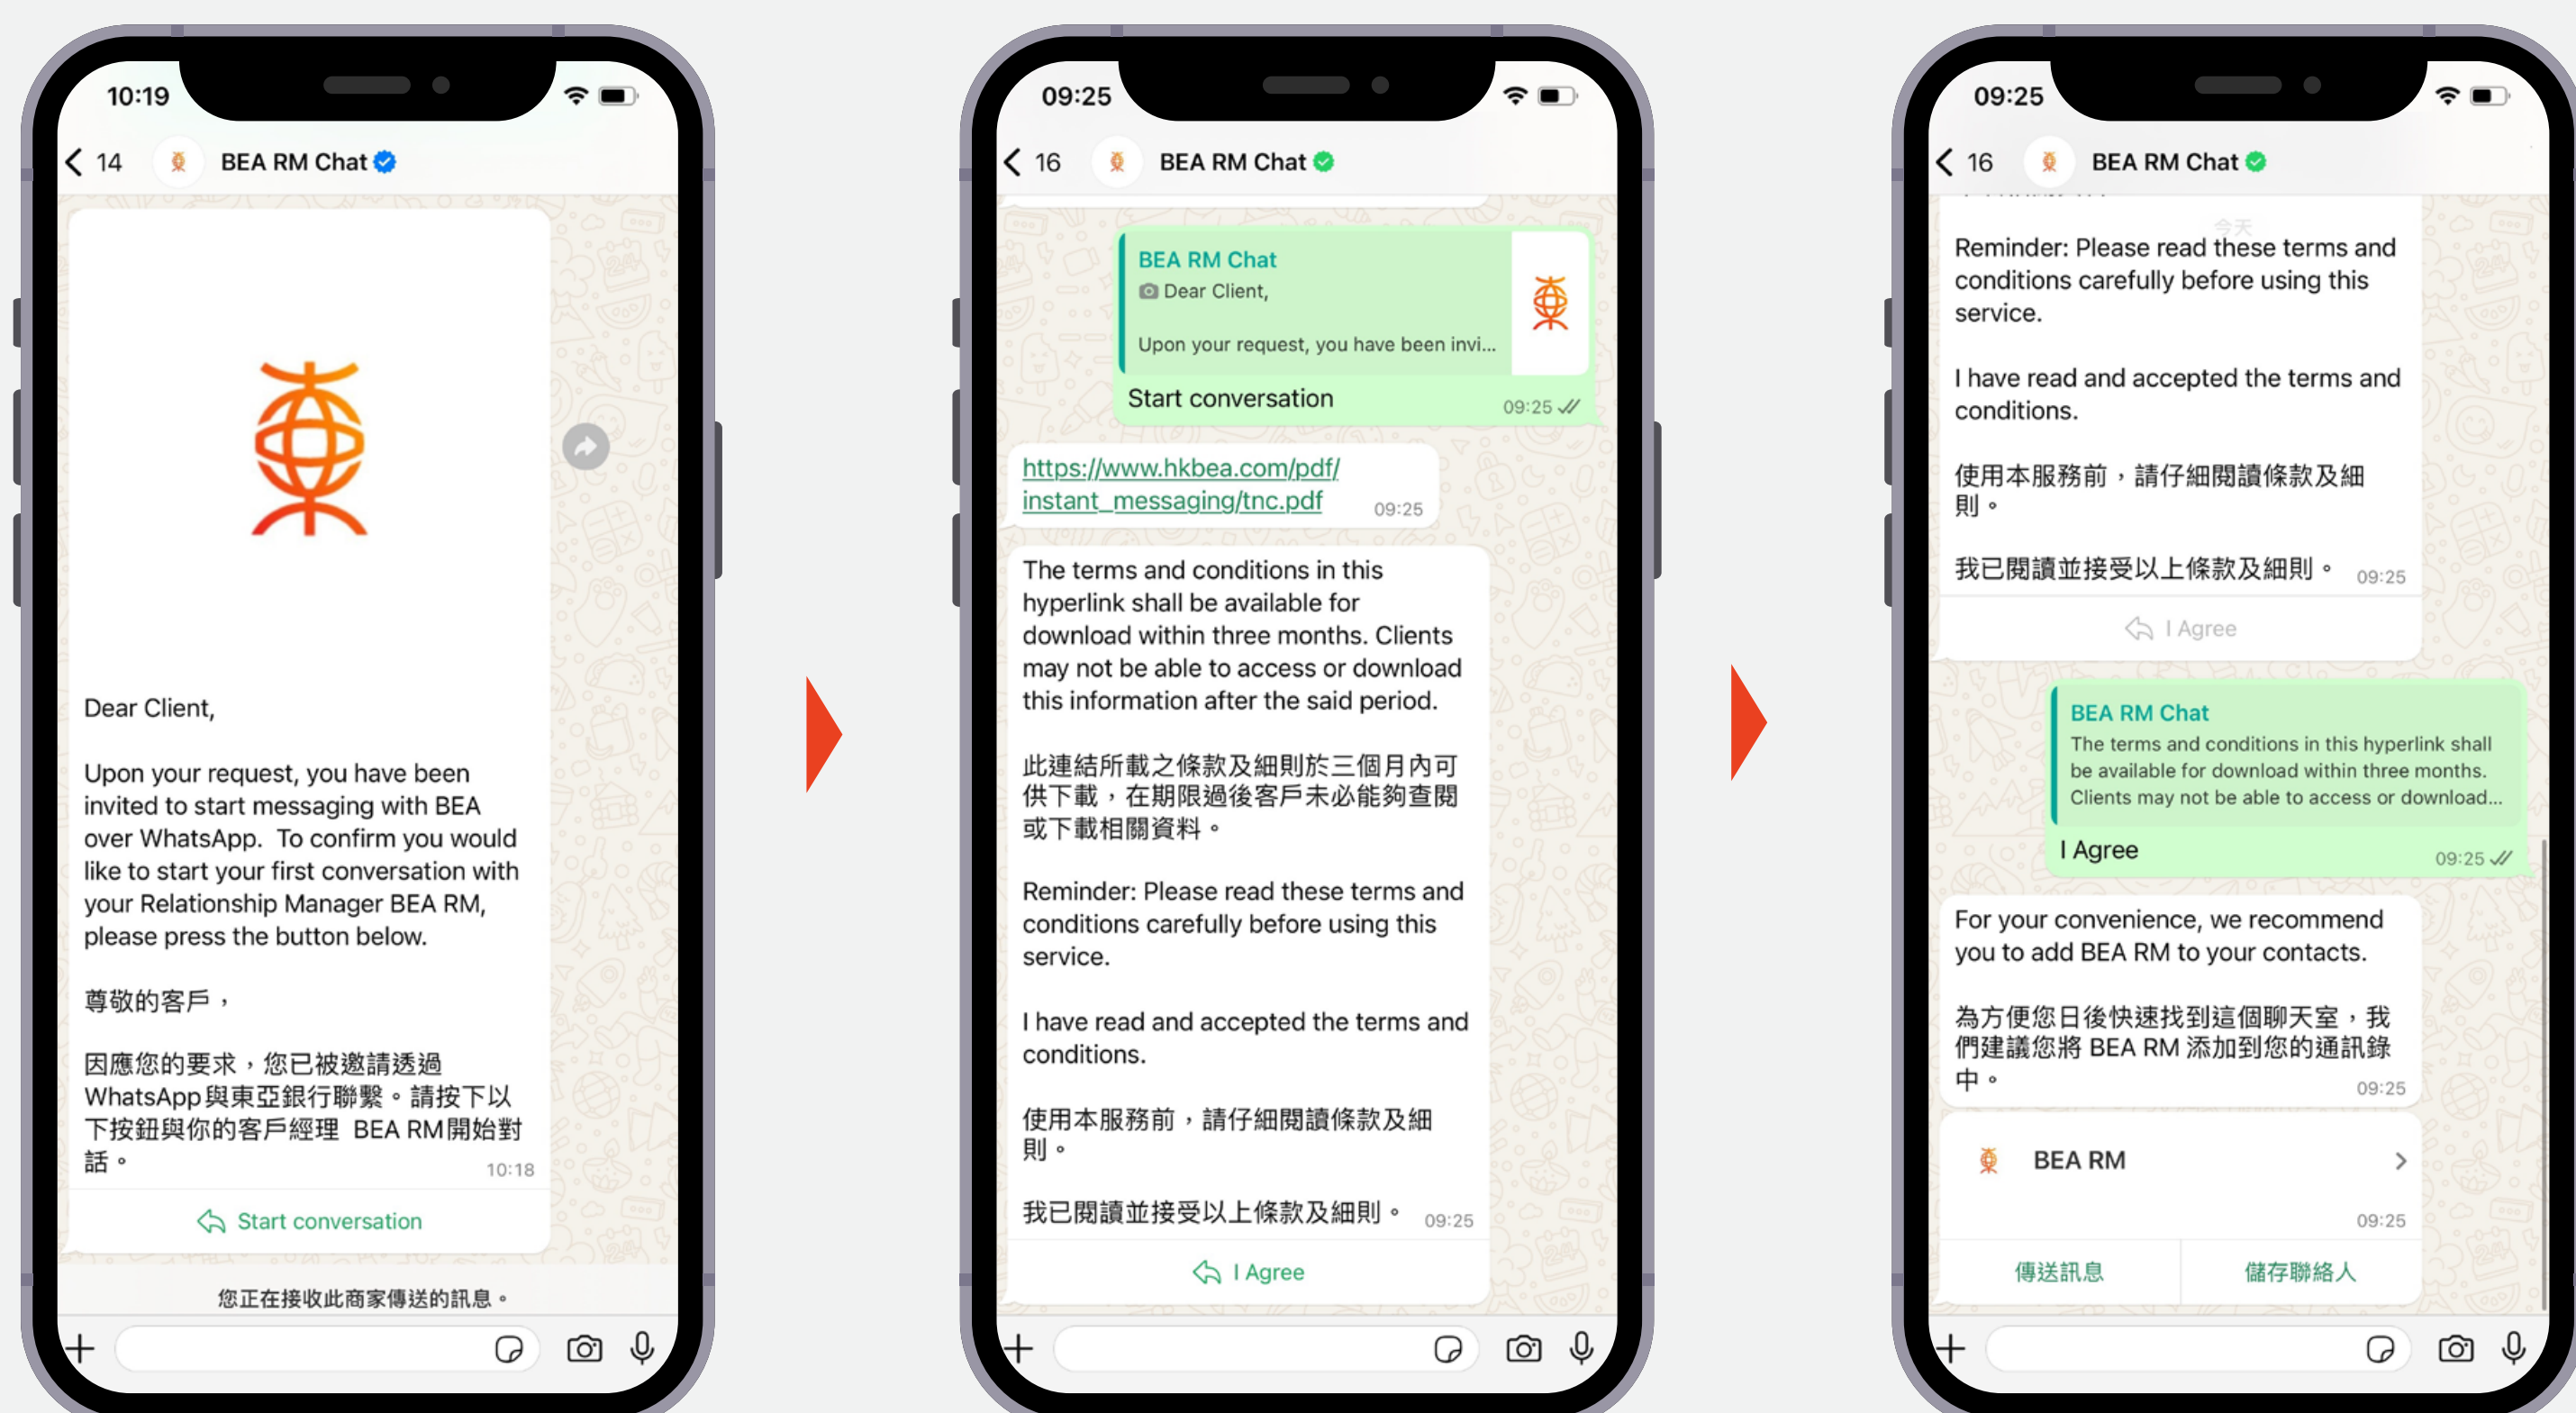 10:19
14 BEA RM Chat
Dear Client,
Upon your request, you have been
invited to start messaging with BEA
over WhatsApp. To confirm you would
like to start your first conversation with
your Relationship Manager BEA RM,
please press the button below.
尊敬的客戶，
因應您的要求，您已被邀請透過
WhatsApp與東亞銀行聯繫。請按下以
下按鈕與你的客戶經理 BEA RM開始對
話。 10:18
Start conversation
您正在接收此商家傳送的訊息。
09:25
16 BEA RM Chat
BEA RM Chat
Dear Client,
Upon your request, you have been invi...
Start conversation 09:25
https://www.hkbea.com/pdf/
instant_messaging/tnc.pdf 09:25
The terms and conditions in this
hyperlink shall be available for
download within three months. Clients
may not be able to access or download
this information after the said period.
此連結所載之條款及細則於三個月內可
供下載，在期限過後客戶未必能夠查閱
或下載相關資料。
Reminder: Please read these terms and
conditions carefully before using this
service.
I have read and accepted the terms and
conditions.
使用本服務前，請仔細閱讀條款及細
則。
我已閱讀並接受以上條款及細則。 09:25
I Agree
09:25
16 BEA RM Chat
今天
Reminder: Please read these terms and
conditions carefully before using this
service.
I have read and accepted the terms and
conditions.
使用本服務前，請仔細閱讀條款及細
則。
我已閱讀並接受以上條款及細則。 09:25
I Agree
BEA RM Chat
The terms and conditions in this hyperlink shall
be available for download within three months.
Clients may not be able to access or download...
I Agree 09:25
For your convenience, we recommend
you to add BEA RM to your contacts.
為方便您日後快速找到這個聊天室，我
們建議您將 BEA RM 添加到您的通訊錄
中。 09:25
BEA RM
09:25
傳送訊息 儲存聯絡人